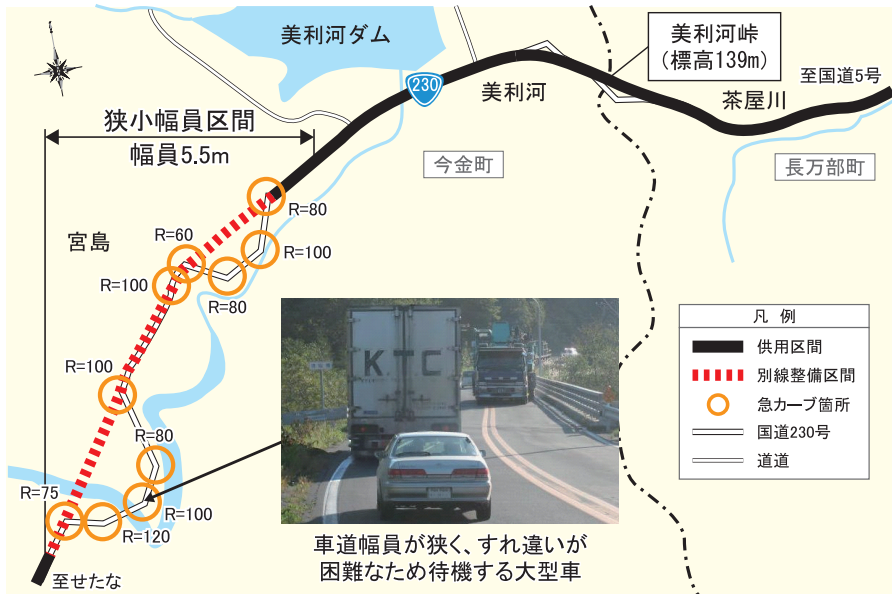 美利河ダム
230
美利河
美利河峠
(標高139m)
至国道5号
茶屋川
狭小幅員区間
幅員5.5m
今金町
長万部町
宮島
R=80
R=60
R=100
R=100
R=80
R=100
R=80
R=75
R=100
R=120
至せたな
KTC
車道幅員が狭く、すれ違いが
困難なため待機する大型車
凡 例
供用区間
別線整備区間
急カーブ箇所
国道230号
道道